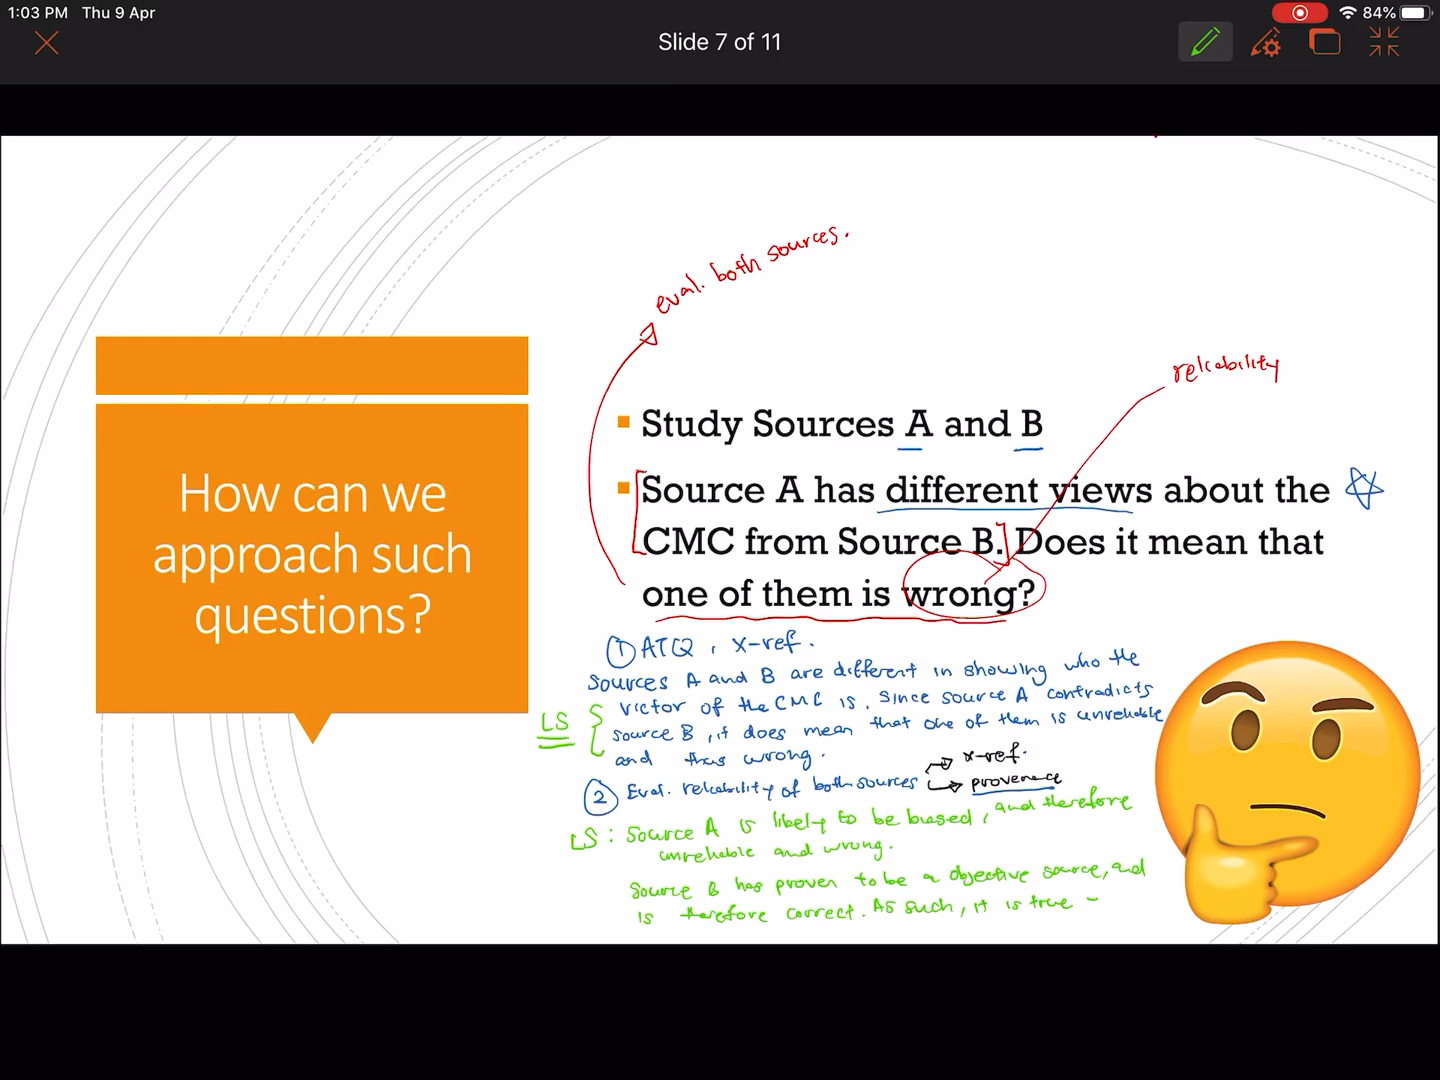 1:03 PM Thu 9 Apr
84%
Slide 7 of 11
eval. both sources.
reliability
How can we
approach such
questions?
Study Sources A and B
Source A has different views about the
CMC from Source B. Does it mean that
one of them is wrong?
① ATQ, x-ref.
Sources A and B are different in showing who the
victor of the CMC is. Since source A contradicts
source B, it does mean that one of them is unreliable
and thus wrong.
LS
② Eval. reliability of both sources
x-ref.
provenance
LS: Source A is likely to be biased, and therefore
unreliable and wrong.
Source B has proven to be a objective source, and
is therefore correct. As such, it is true -